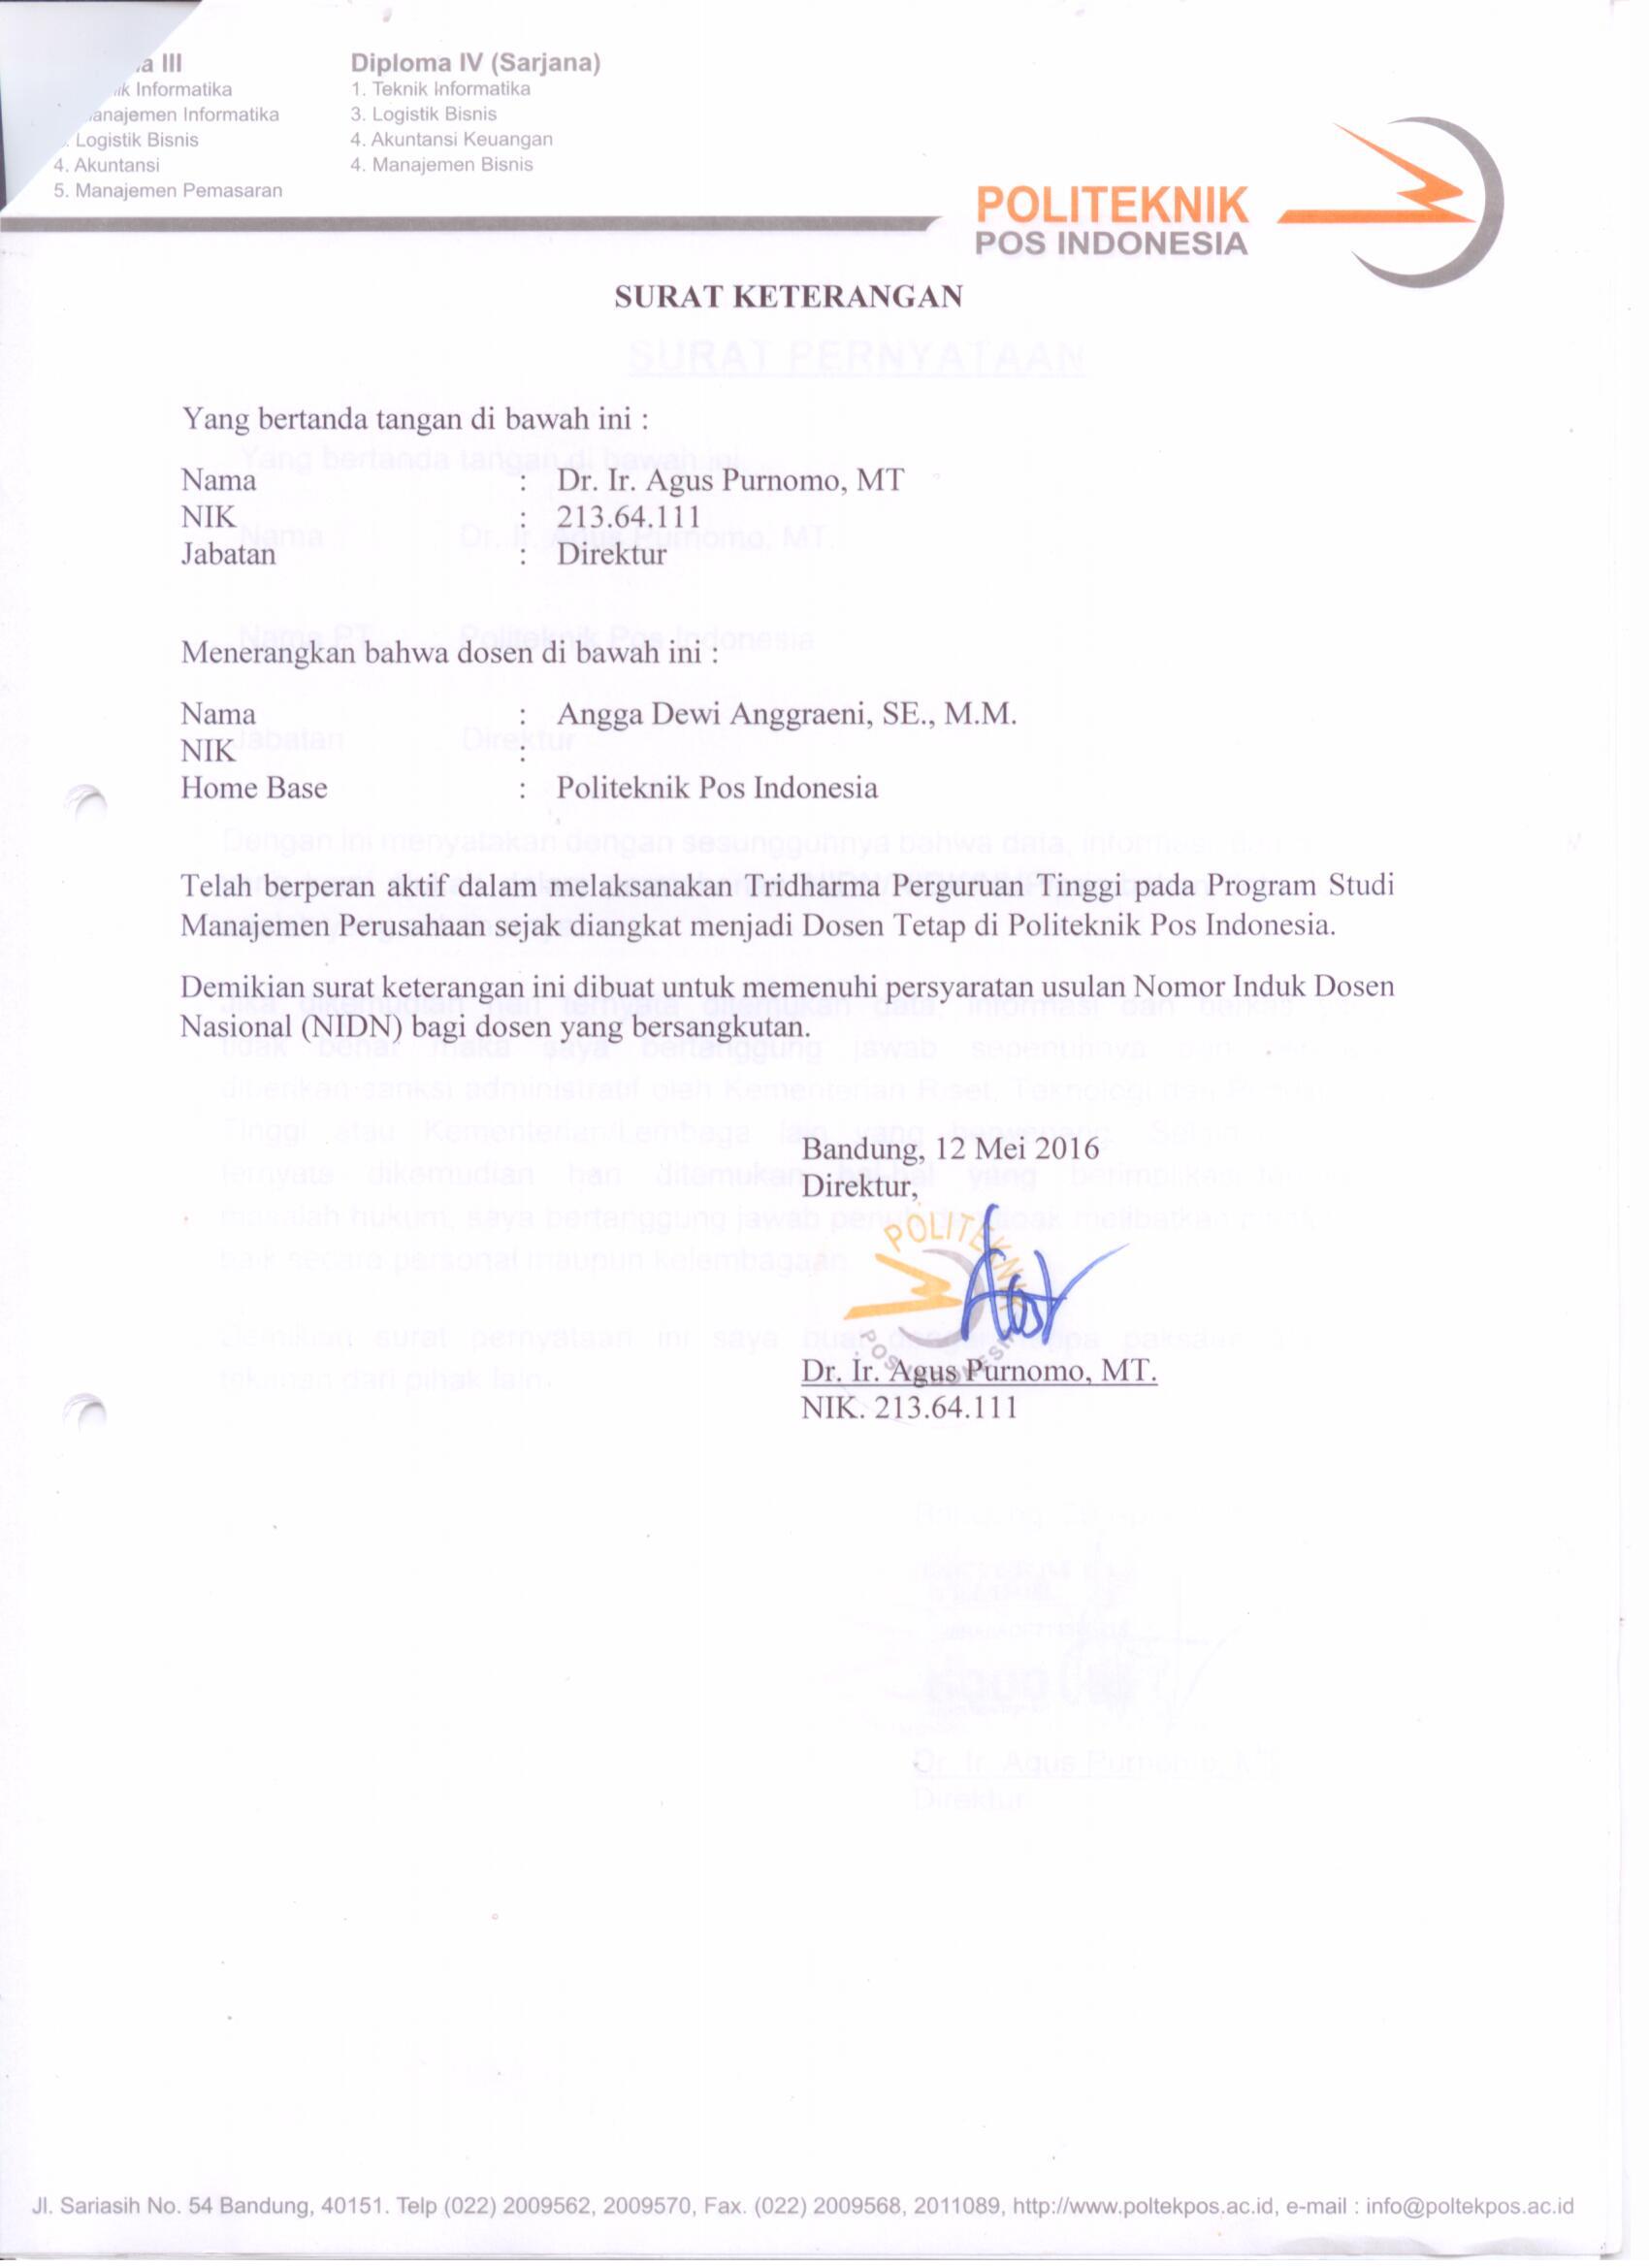 a III
Informatika
anajemen Informatika
Logistik Bisnis
4. Akuntansi
5. Manajemen Pemasaran
Diploma IV (Sarjana)
1. Teknik Informatika
3. Logistik Bisnis
4. Akuntansi Keuangan
4. Manajemen Bisnis
POLITEKNIK
POS INDONESIA
SURAT KETERANGAN
SURAT PERNYATAAN
Yang bertanda tangan di bawah ini :
Nama : Dr. Ir. Agus Purnomo, MT
NIK : 213.64.111
Jabatan : Direktur
Menerangkan bahwa dosen di bawah ini :
Nama : Angga Dewi Anggraeni, SE., M.M.
NIK :
Home Base : Politeknik Pos Indonesia
Telah berperan aktif dalam melaksanakan Tridharma Perguruan Tinggi pada Program Studi
Manajemen Perusahaan sejak diangkat menjadi Dosen Tetap di Politeknik Pos Indonesia.
Demikian surat keterangan ini dibuat untuk memenuhi persyaratan usulan Nomor Induk Dosen
Nasional (NIDN) bagi dosen yang bersangkutan.
Bandung, 12 Mei 2016
Direktur,
POLITEKNIK
POS INDONESIA
Dr. Ir. Agus Purnomo, MT.
NIK. 213.64.111
Jl. Sariasih No. 54 Bandung, 40151. Telp (022) 2009562, 2009570, Fax. (022) 2009568, 2011089, http://www.poltekpos.ac.id, e-mail : info@poltekpos.ac.id